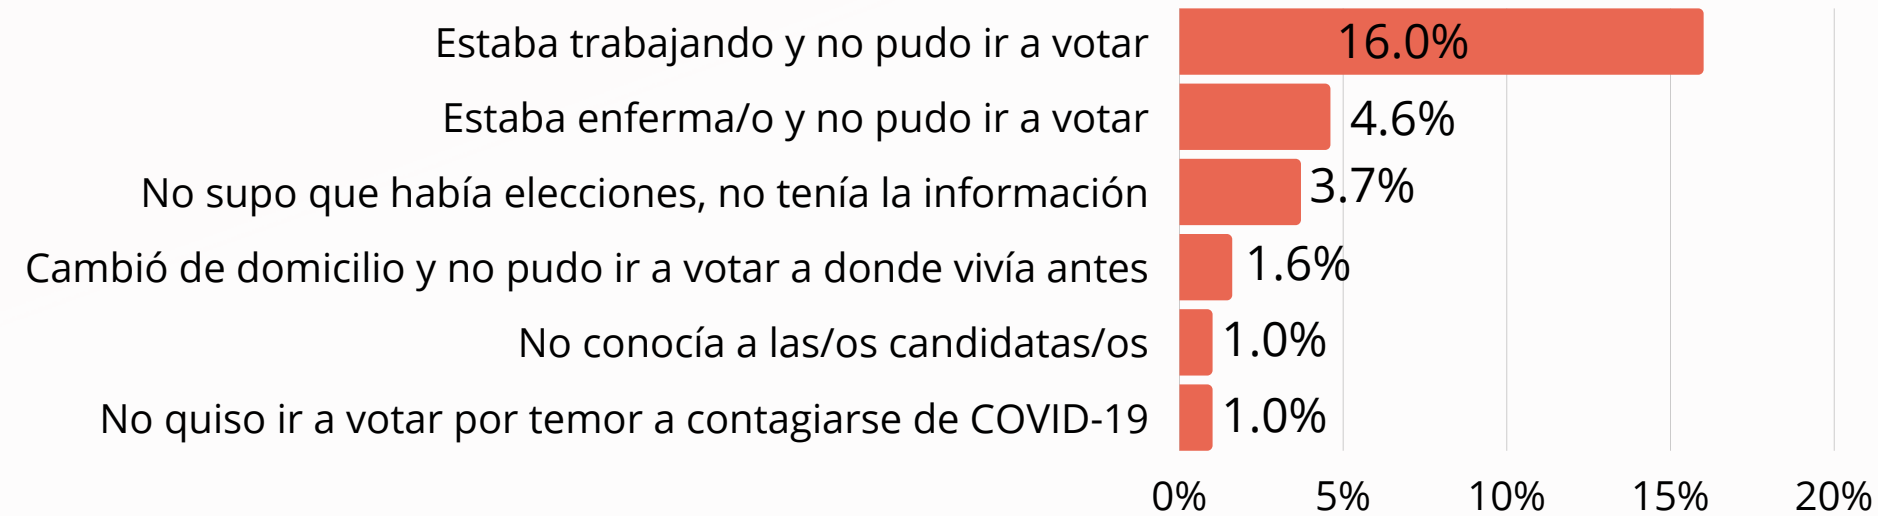 Estaba trabajando y no pudo ir a votar 16.0%
Estaba enferma/o y no pudo ir a votar 4.6%
No supo que había elecciones, no tenía la información 3.7%
Cambió de domicilio y no pudo ir a votar a donde vivía antes 1.6%
No conocía a las/os candidatas/os 1.0%
No quiso ir a votar por temor a contagiarse de COVID-19 1.0%
0% 5% 10% 15% 20%